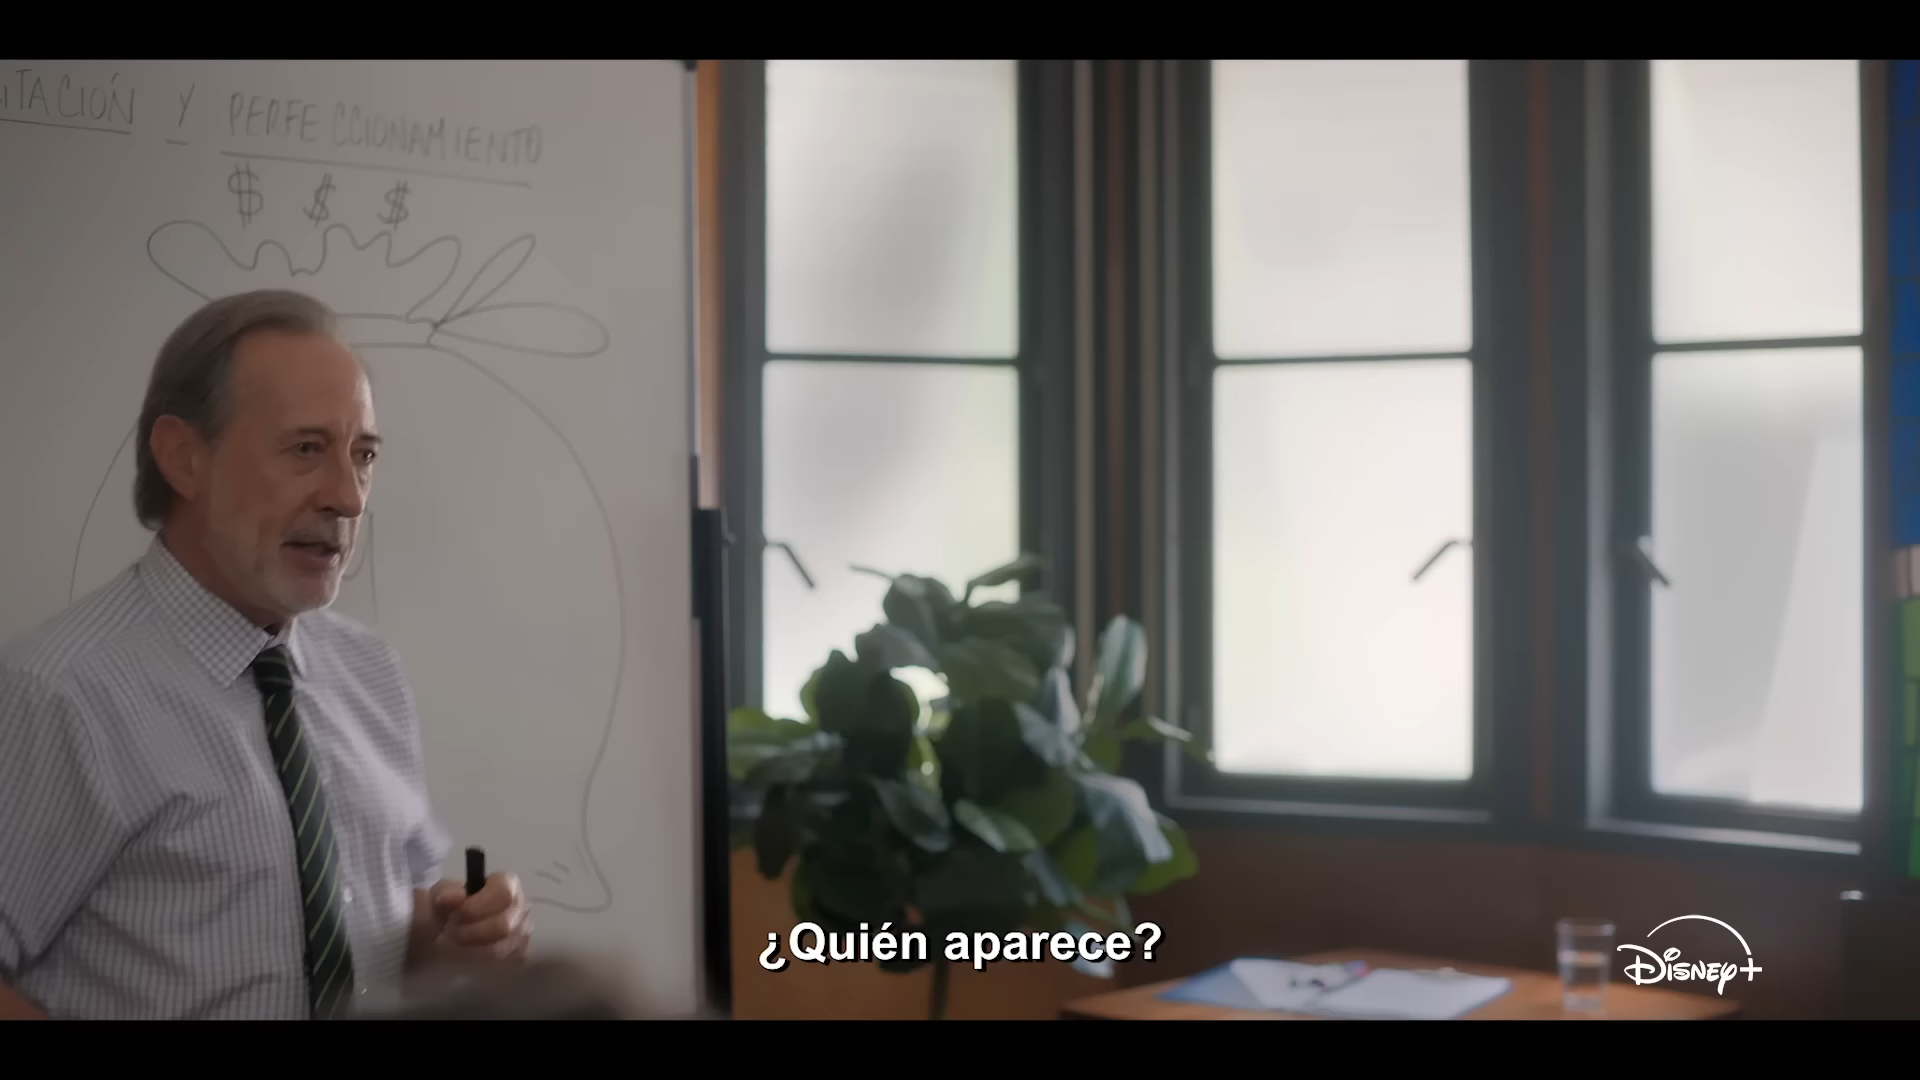 ITACIÓN Y PERFECCIONAMIENTO
$ $ $
¿Quién aparece?
Disney+